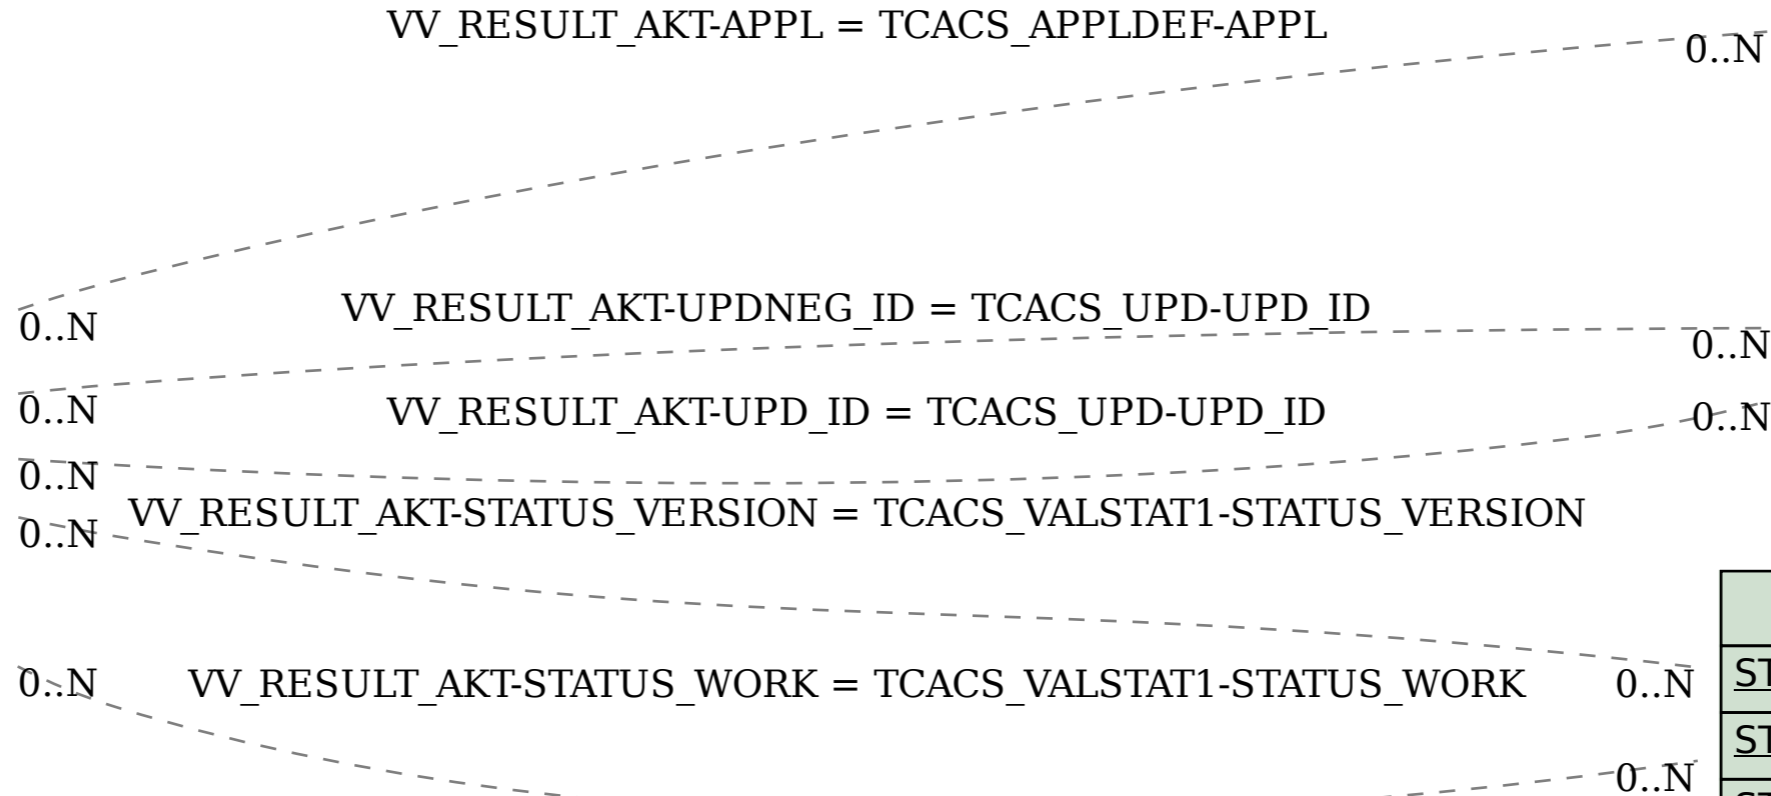 VV_RESULT_AKT-APPL = TCACS_APPLDEF-APPL
0..N
VV_RESULT_AKT-UPDNEG_ID = TCACS_UPD-UPD_ID
0..N
0..N
0..N
VV_RESULT_AKT-UPD_ID = TCACS_UPD-UPD_ID
0..N
0..N
VV_RESULT_AKT-STATUS_VERSION = TCACS_VALSTAT1-STATUS_VERSION
0..N
0..N
VV_RESULT_AKT-STATUS_WORK = TCACS_VALSTAT1-STATUS_WORK
0..N
0..N